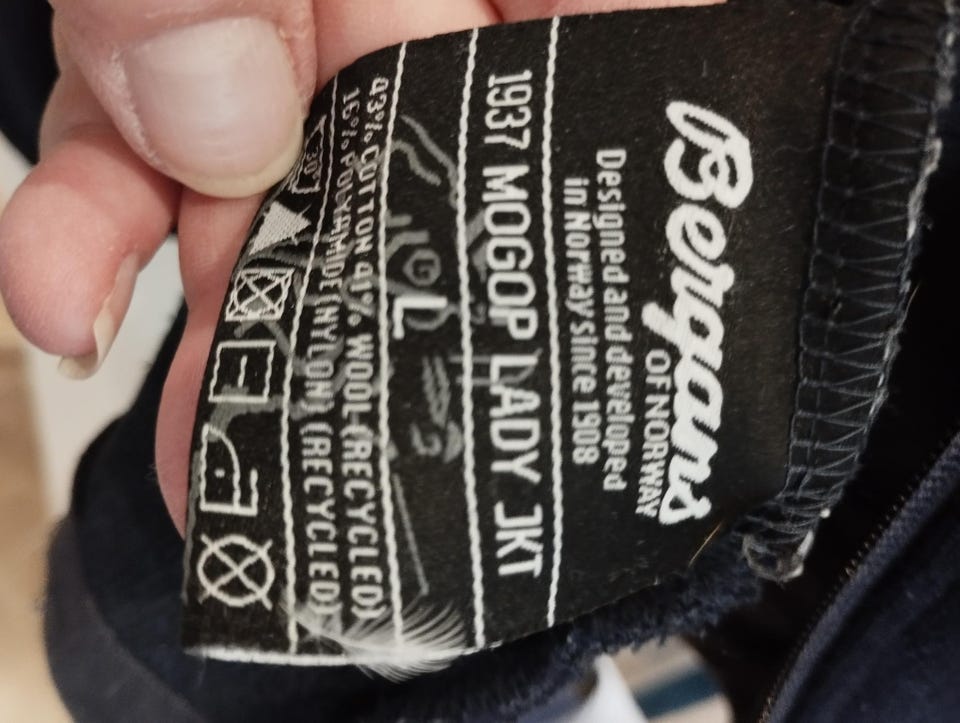 Bergans
OF NORWAY
Designed and developed
in Norway since 1908
1937 MOGOP LADY JKT
L
43% COTTON 41% WOOL (RECYCLED)
16% POLYAMIDE (NYLON) (RECYCLED)
30